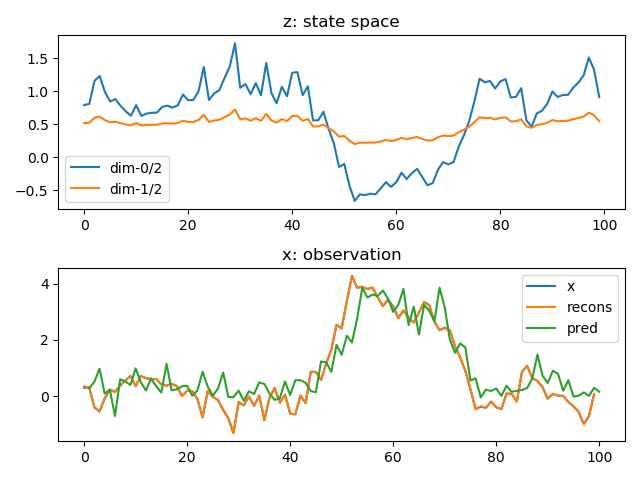 z: state space
1.5
1.0
0.5
0.0
−0.5
dim-0/2
dim-1/2
0 20 40 60 80 100
x: observation
4
2
0
x
recons
pred
0 20 40 60 80 100